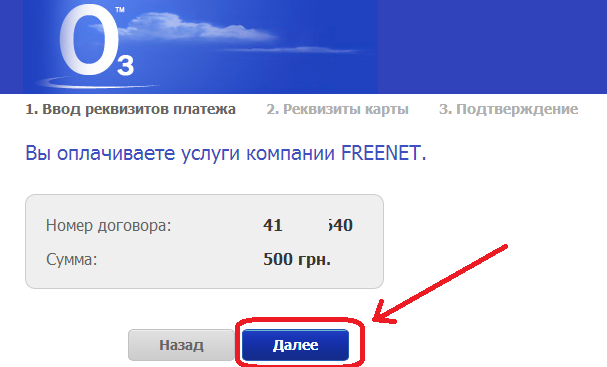 O3™
1. Ввод реквизитов платежа 2. Реквизиты карты 3. Подтверждение
Вы оплачиваете услуги компании FREENET.
Номер договора: 41 540
Сумма: 500 грн.
Назад Далее